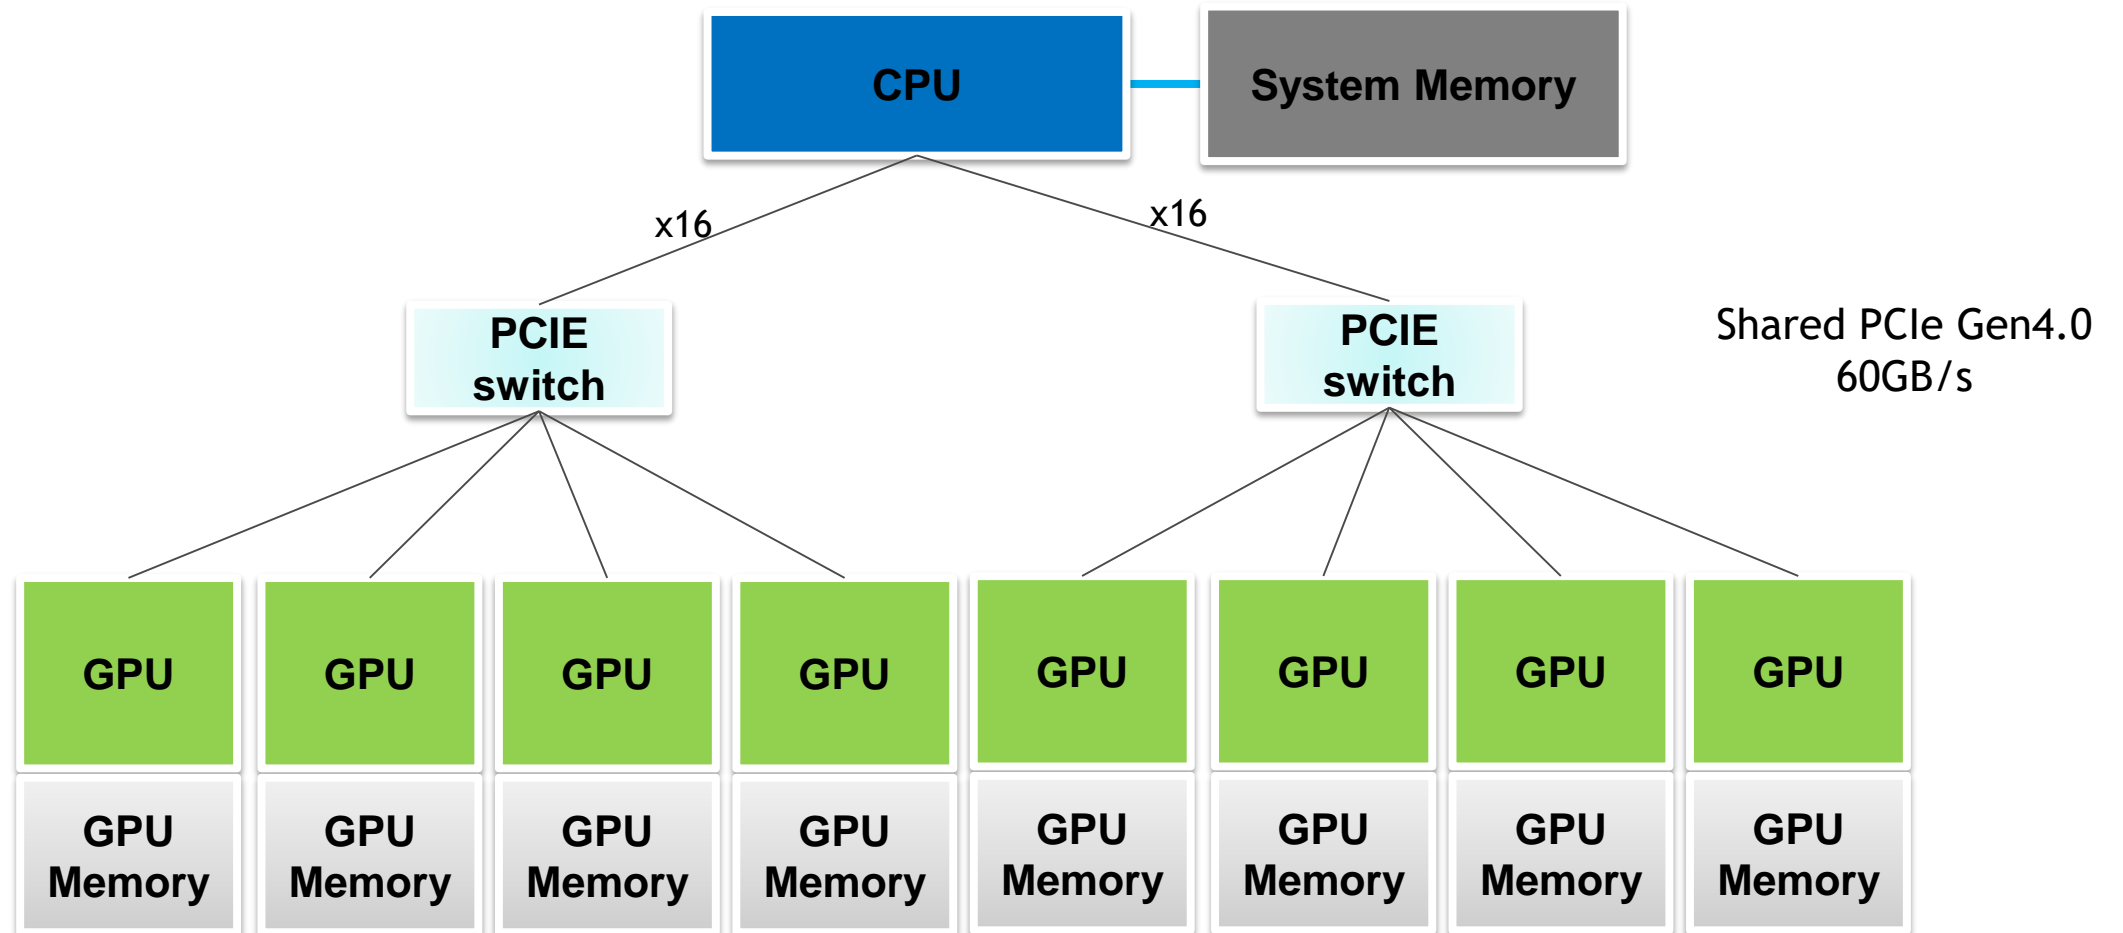 CPU
System Memory
x16
x16
PCIE
switch
PCIE
switch
Shared PCIe Gen4.0
60GB/s
GPU
GPU
GPU
GPU
GPU
GPU
GPU
GPU
GPU
Memory
GPU
Memory
GPU
Memory
GPU
Memory
GPU
Memory
GPU
Memory
GPU
Memory
GPU
Memory